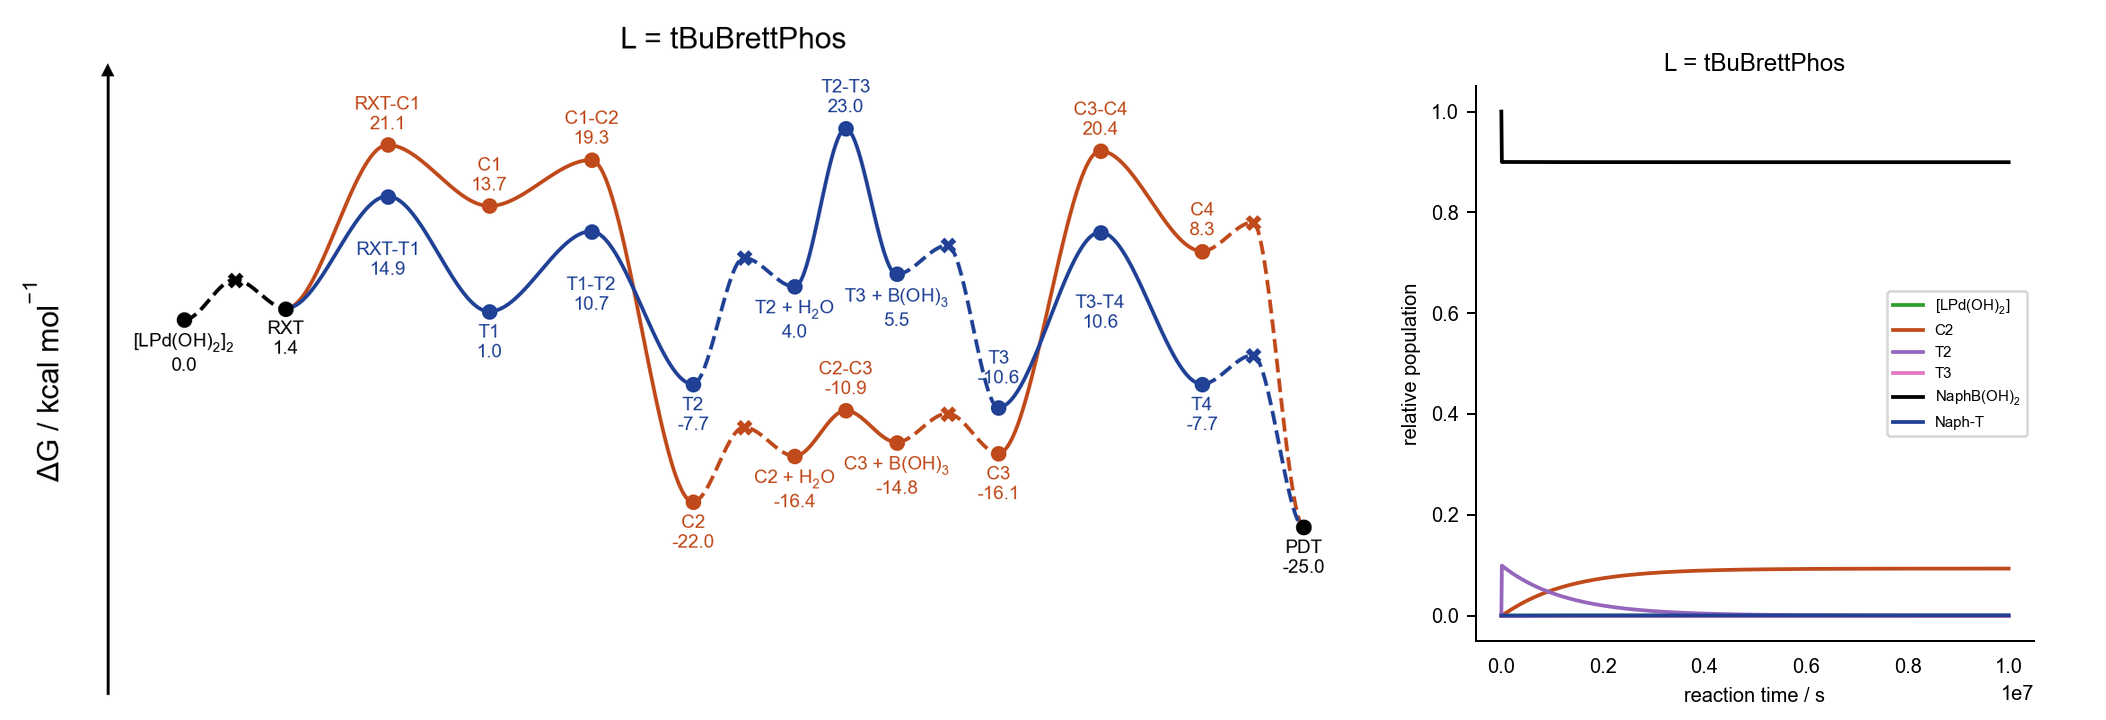 L = tBuBrettPhos
ΔG / kcal mol⁻¹
[LPd(OH)₂]₂
0.0
RXT
1.4
RXT-C1
21.1
RXT-T1
14.9
C1
13.7
T1
1.0
C1-C2
19.3
T1-T2
10.7
T2
-7.7
C2
-22.0
T2 + H₂O
4.0
C2 + H₂O
-16.4
T2-T3
23.0
C2-C3
-10.9
T3 + B(OH)₃
5.5
C3 + B(OH)₃
-14.8
T3
-10.6
C3
-16.1
C3-C4
20.4
T3-T4
10.6
C4
8.3
T4
-7.7
PDT
-25.0
L = tBuBrettPhos
relative population
1.0
0.8
0.6
0.4
0.2
0.0
[LPd(OH)₂]
C2
T2
T3
NaphB(OH)₂
Naph-T
0.0 0.2 0.4 0.6 0.8 1.0
1e7
reaction time / s